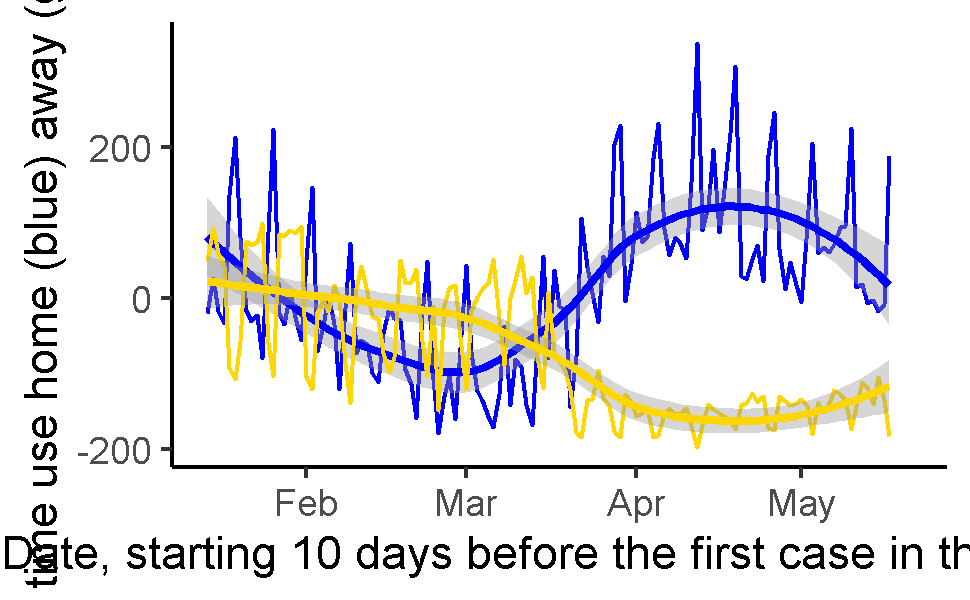 time use home (blue) away (
200
0
-200
Feb Mar Apr May
Date, starting 10 days before the first case in th